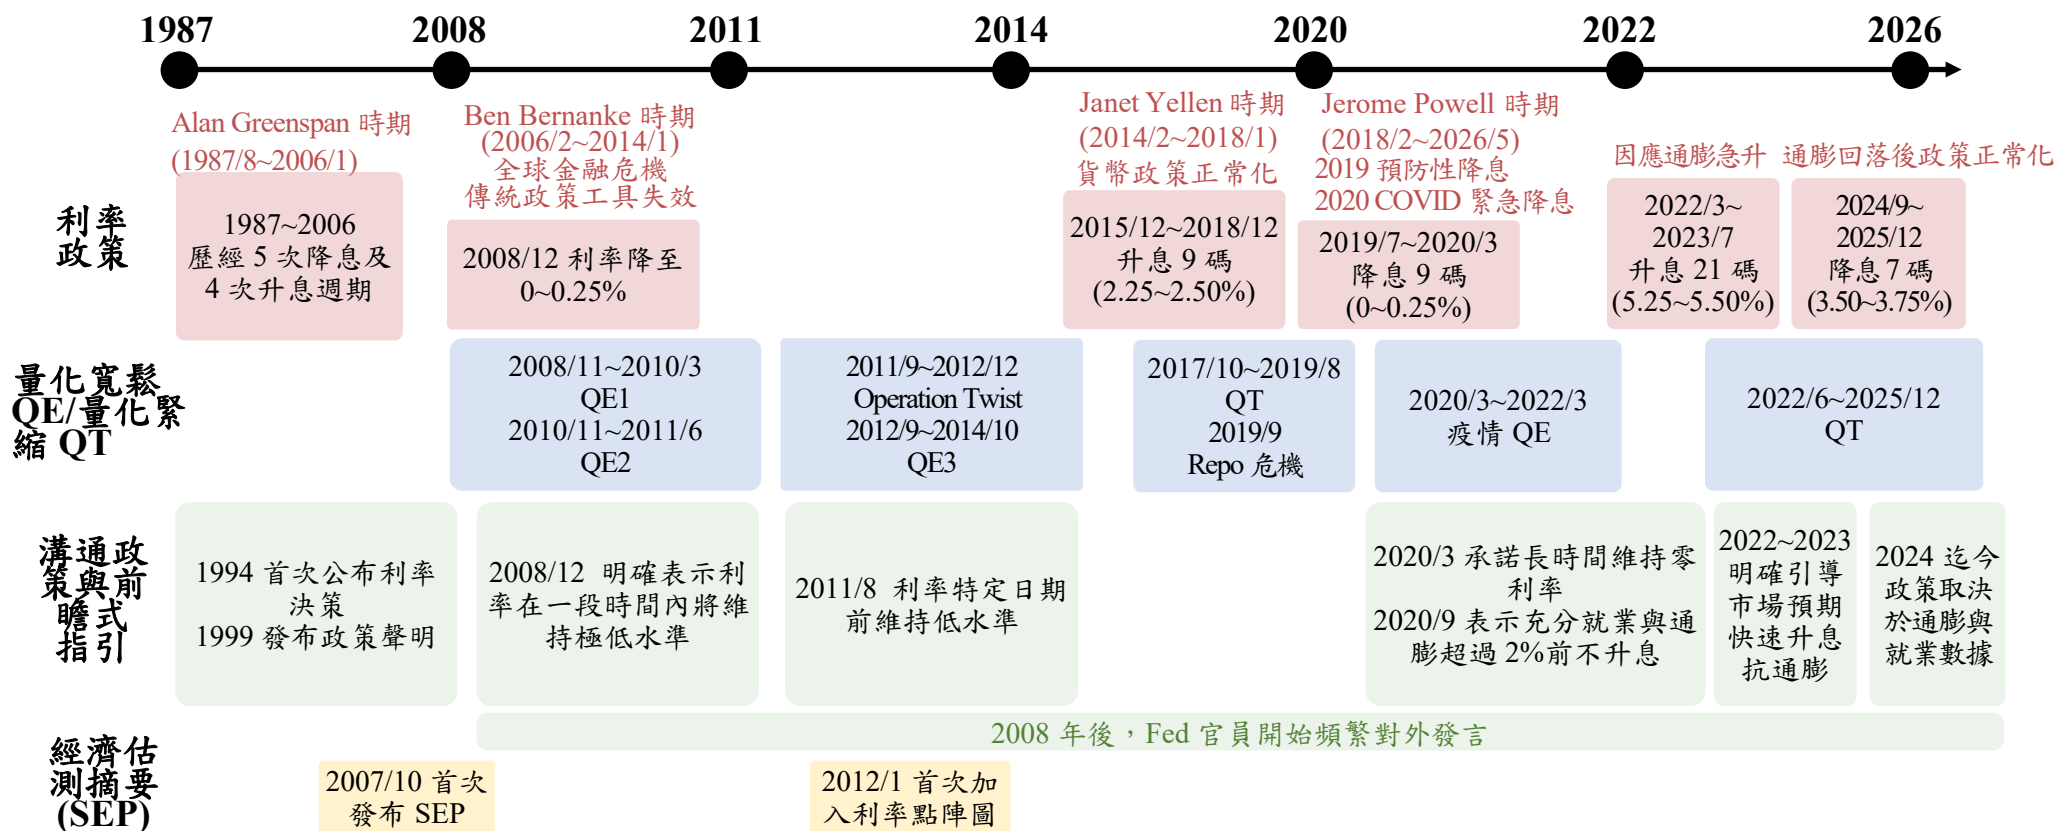 1987
2008
2011
2014
2020
2022
2026
Alan Greenspan 時期
(1987/8~2006/1)
Ben Bernanke 時期
(2006/2~2014/1)
全球金融危機
傳統政策工具失效
Janet Yellen 時期
(2014/2~2018/1)
貨幣政策正常化
Jerome Powell 時期
(2018/2~2026/5)
2019 預防性降息
2020 COVID 緊急降息
因應通膨急升
通膨回落後政策正常化
利率
政策
1987~2006
歷經 5 次降息及
4 次升息週期
2008/12 利率降至
0~0.25%
2015/12~2018/12
升息 9 碼
(2.25~2.50%)
2019/7~2020/3
降息 9 碼
(0~0.25%)
2022/3~
2023/7
升息 21 碼
(5.25~5.50%)
2024/9~
2025/12
降息 7 碼
(3.50~3.75%)
量化寬鬆
QE/量化緊
縮 QT
2008/11~2010/3
QE1
2010/11~2011/6
QE2
2011/9~2012/12
Operation Twist
2012/9~2014/10
QE3
2017/10~2019/8
QT
2019/9
Repo 危機
2020/3~2022/3
疫情 QE
2022/6~2025/12
QT
溝通政
策與前
瞻式
指引
1994 首次公布利率
決策
1999 發布政策聲明
2008/12 明確表示利
率在一段時間內將維
持極低水準
2011/8 利率特定日期
前維持低水準
2020/3 承諾長時間維持零
利率
2020/9 表示充分就業與通
膨超過 2%前不升息
2022~2023
明確引導
市場預期
快速升息
抗通膨
2024 迄今
政策取決
於通膨與
就業數據
2008 年後，Fed 官員開始頻繁對外發言
經濟估
測摘要
(SEP)
2007/10 首次
發布 SEP
2012/1 首次加
入利率點陣圖